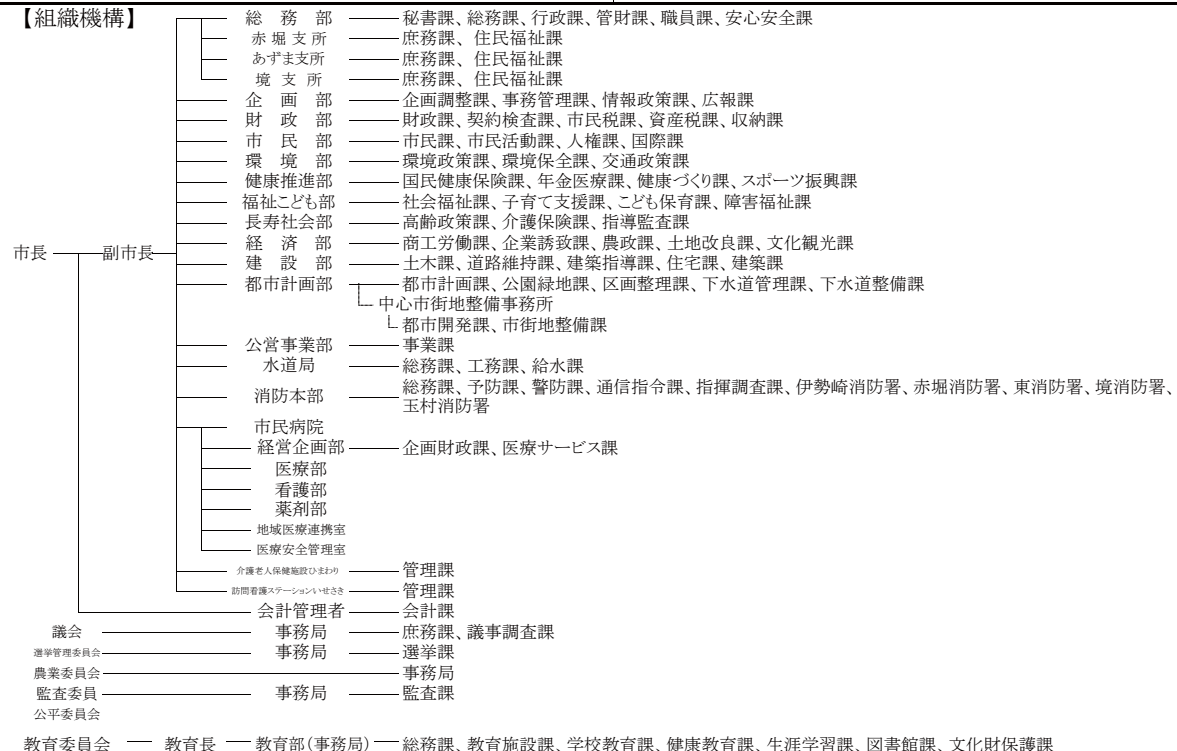 【組織機構】
総務部 秘書課、総務課、行政課、管財課、職員課、安心安全課
赤堀支所 庶務課、住民福祉課
あずま支所 庶務課、住民福祉課
境支所 庶務課、住民福祉課
企画部 企画調整課、事務管理課、情報政策課、広報課
財政部 財政課、契約検査課、市民税課、資産税課、収納課
市民部 市民課、市民活動課、人権課、国際課
環境部 環境政策課、環境保全課、交通政策課
健康推進部 国民健康保険課、年金医療課、健康づくり課、スポーツ振興課
福祉こども部 社会福祉課、子育て支援課、こども保育課、障害福祉課
長寿社会部 高齢政策課、介護保険課、指導監査課
経済部 商工労働課、企業誘致課、農政課、土地改良課、文化観光課
市長 副市長
建設部 土木課、道路維持課、建築指導課、住宅課、建築課
都市計画部 都市計画課、公園緑地課、区画整理課、下水道管理課、下水道整備課
中心市街地整備事務所
都市開発課、市街地整備課
公営事業部 事業課
水道局 総務課、工務課、給水課
消防本部 総務課、予防課、警防課、通信指令課、指揮調査課、伊勢崎消防署、赤堀消防署、東消防署、境消防署、
玉村消防署
市民病院
経営企画部 企画財政課、医療サービス課
医療部
看護部
薬剤部
地域医療連携室
医療安全管理室
介護老人保健施設ひまわり 管理課
訪問看護ステーションいせさき 管理課
会計管理者 会計課
議会 事務局 庶務課、議事調査課
選挙管理委員会 事務局 選挙課
農業委員会 事務局
監査委員 事務局 監査課
公平委員会
教育委員会 教育長 教育部(事務局) 総務課、教育施設課、学校教育課、健康教育課、生涯学習課、図書館課、文化財保護課